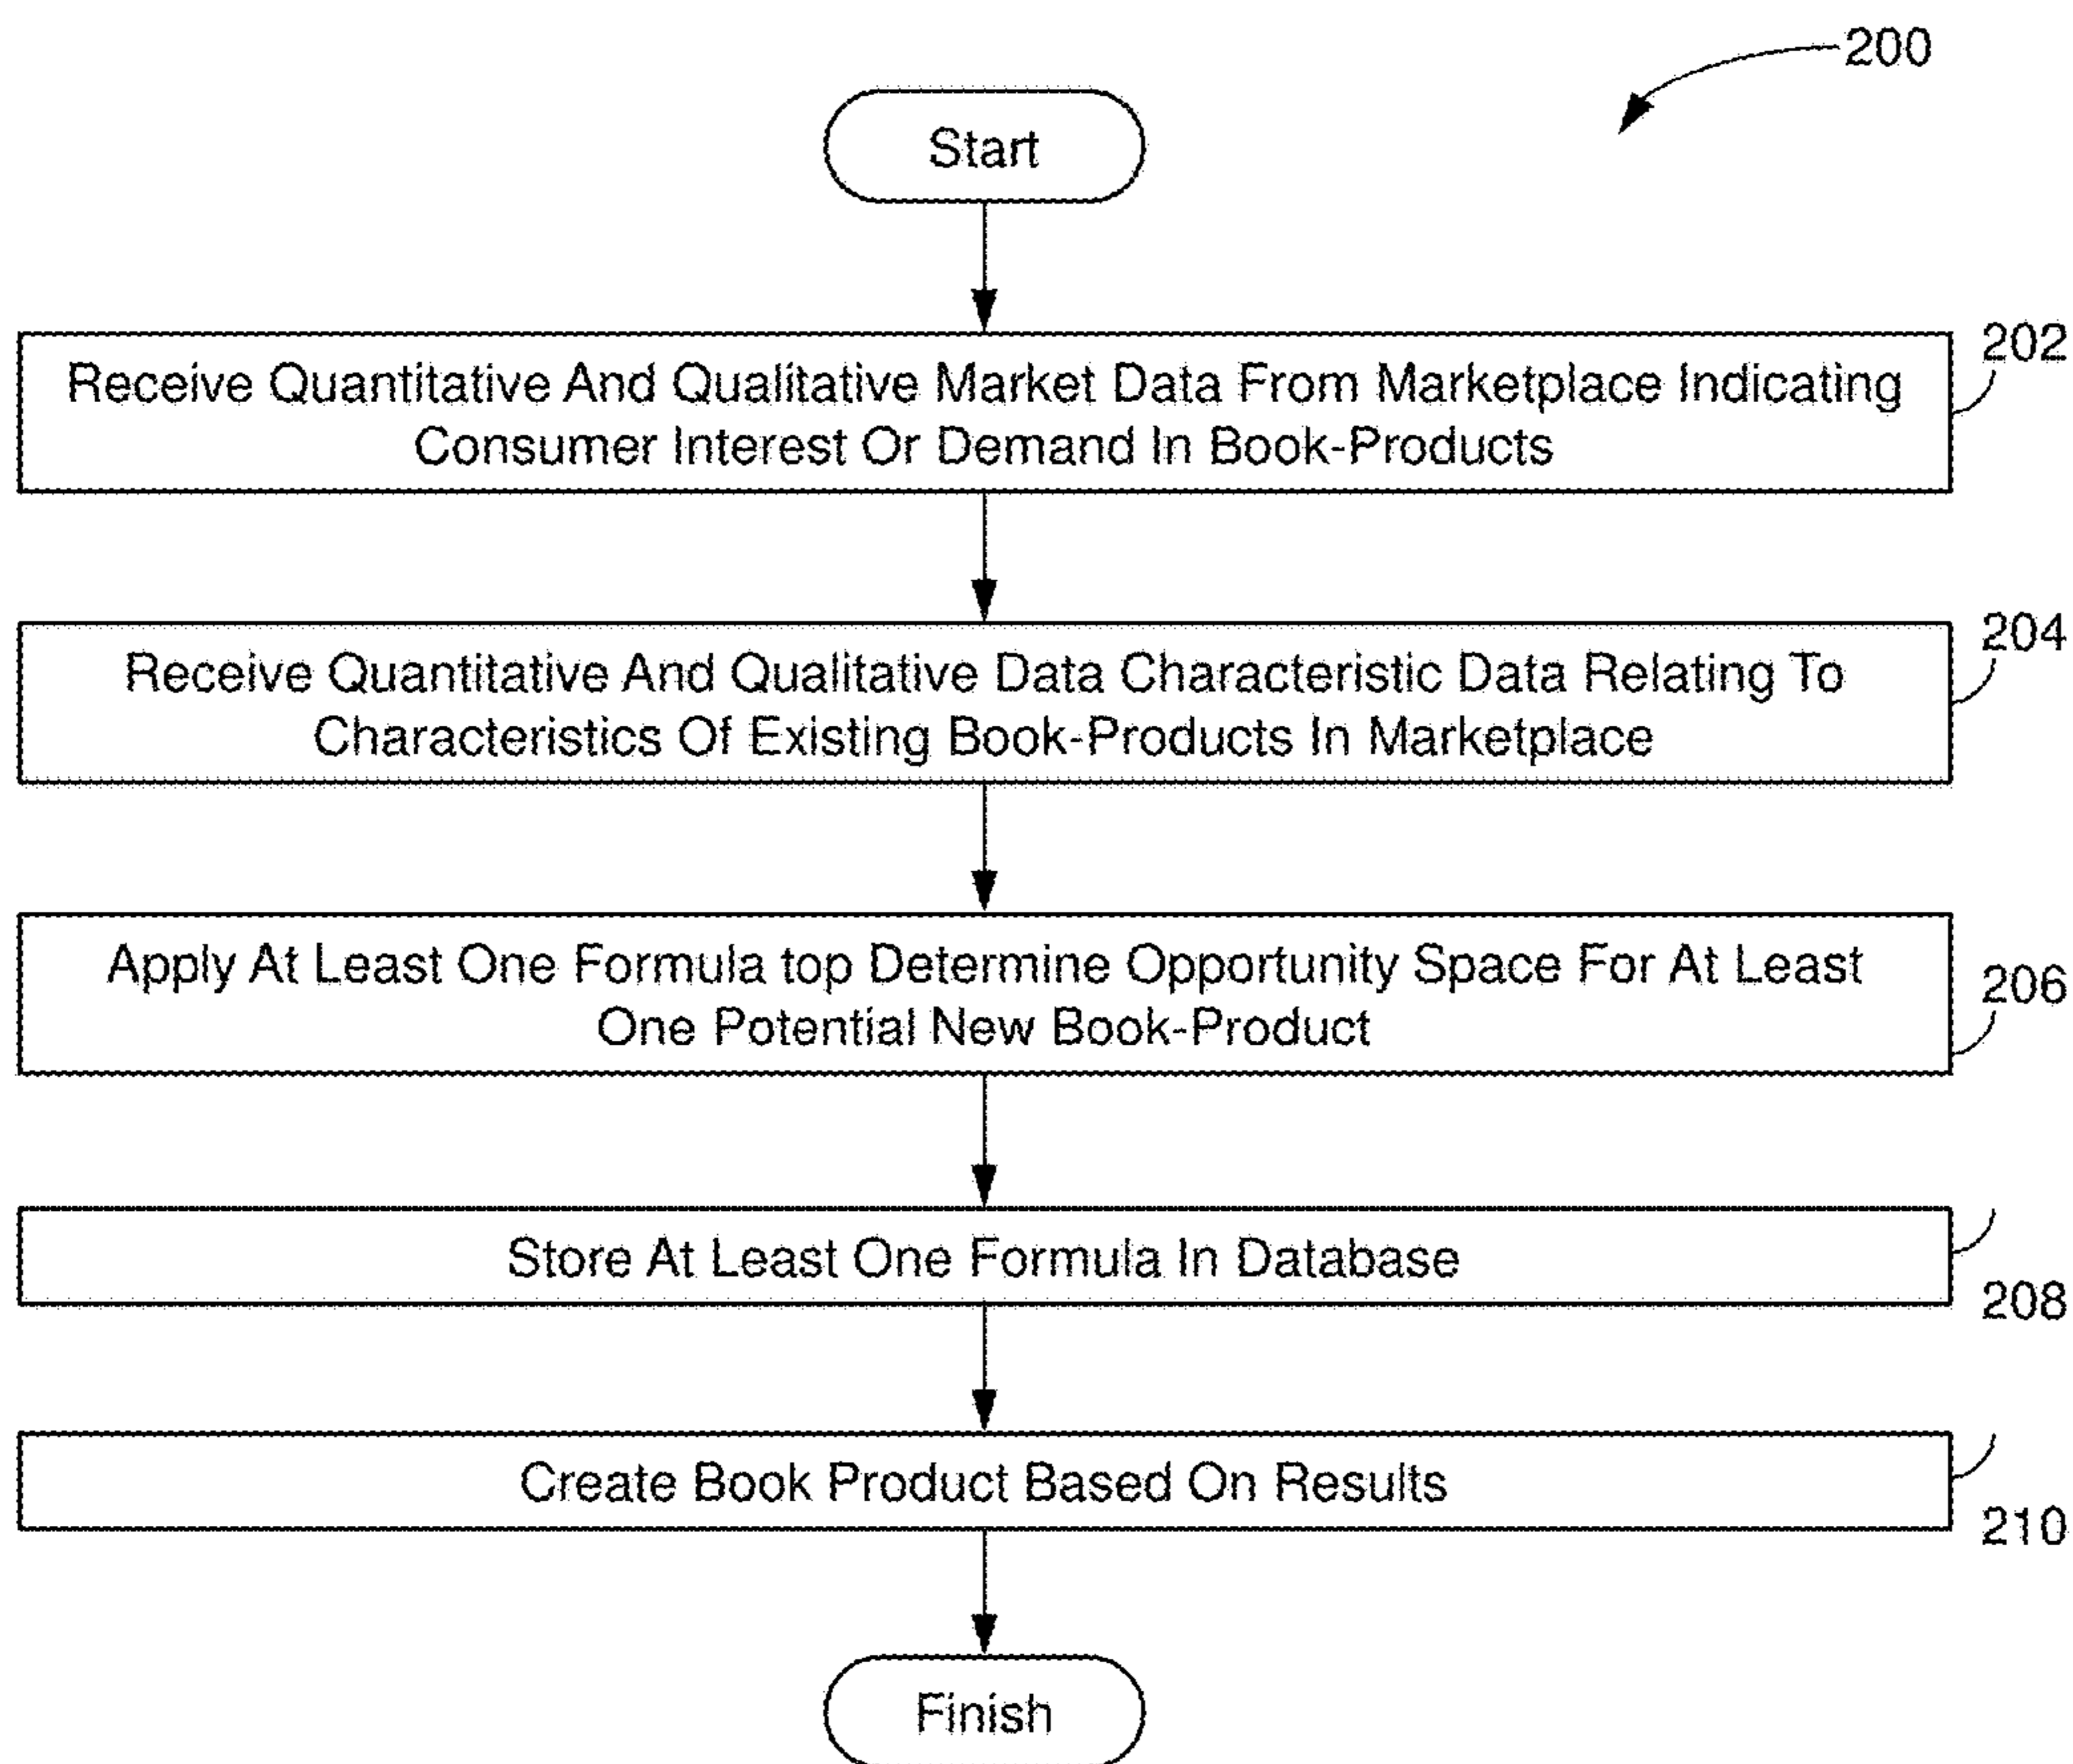 200
Start
202
Receive Quantitative And Qualitative Market Data From Marketplace Indicating
Consumer Interest Or Demand In Book-Products
204
Receive Quantitative And Qualitative Data Characteristic Data Relating To
Characteristics Of Existing Book-Products In Marketplace
206
Apply At Least One Formula top Determine Opportunity Space For At Least
One Potential New Book-Product
Store At Least One Formula In Database
208
Create Book Product Based On Results
210
Finish